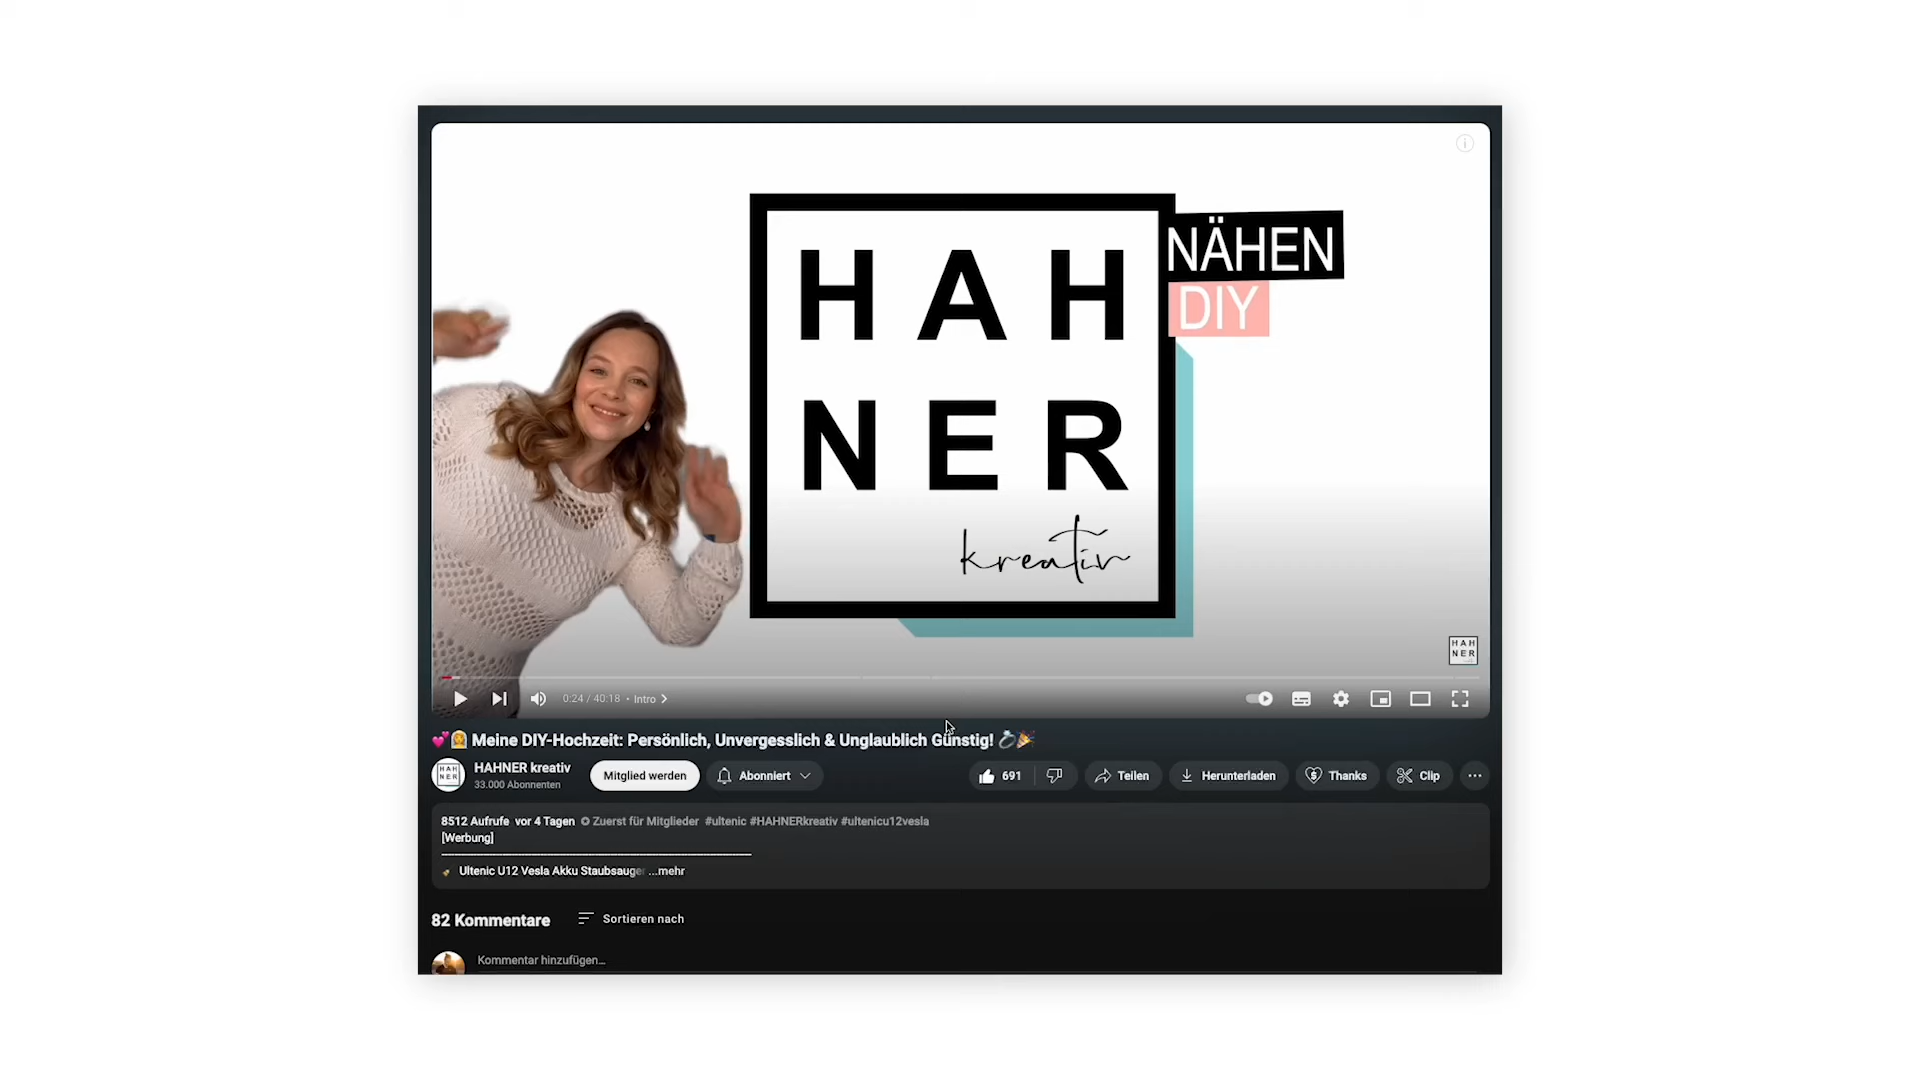 HAH
NER
kreativ
NÄHEN
DIY
HAH
NER
0:24 / 40:18 • Intro
💕👰 Meine DIY-Hochzeit: Persönlich, Unvergesslich & Unglaublich Günstig! 💍🎉
HAH
NER
HAHNER kreativ
33.000 Abonnenten
Mitglied werden
Abonniert
691
Teilen
Herunterladen
Thanks
Clip
8512 Aufrufe vor 4 Tagen Zuerst für Mitglieder #ultenic #HAHNERkreativ #ultenicu12vesla
[Werbung]
Ultenic U12 Vesla Akku Staubsauger ...mehr
82 Kommentare
Sortieren nach
Kommentar hinzufügen...